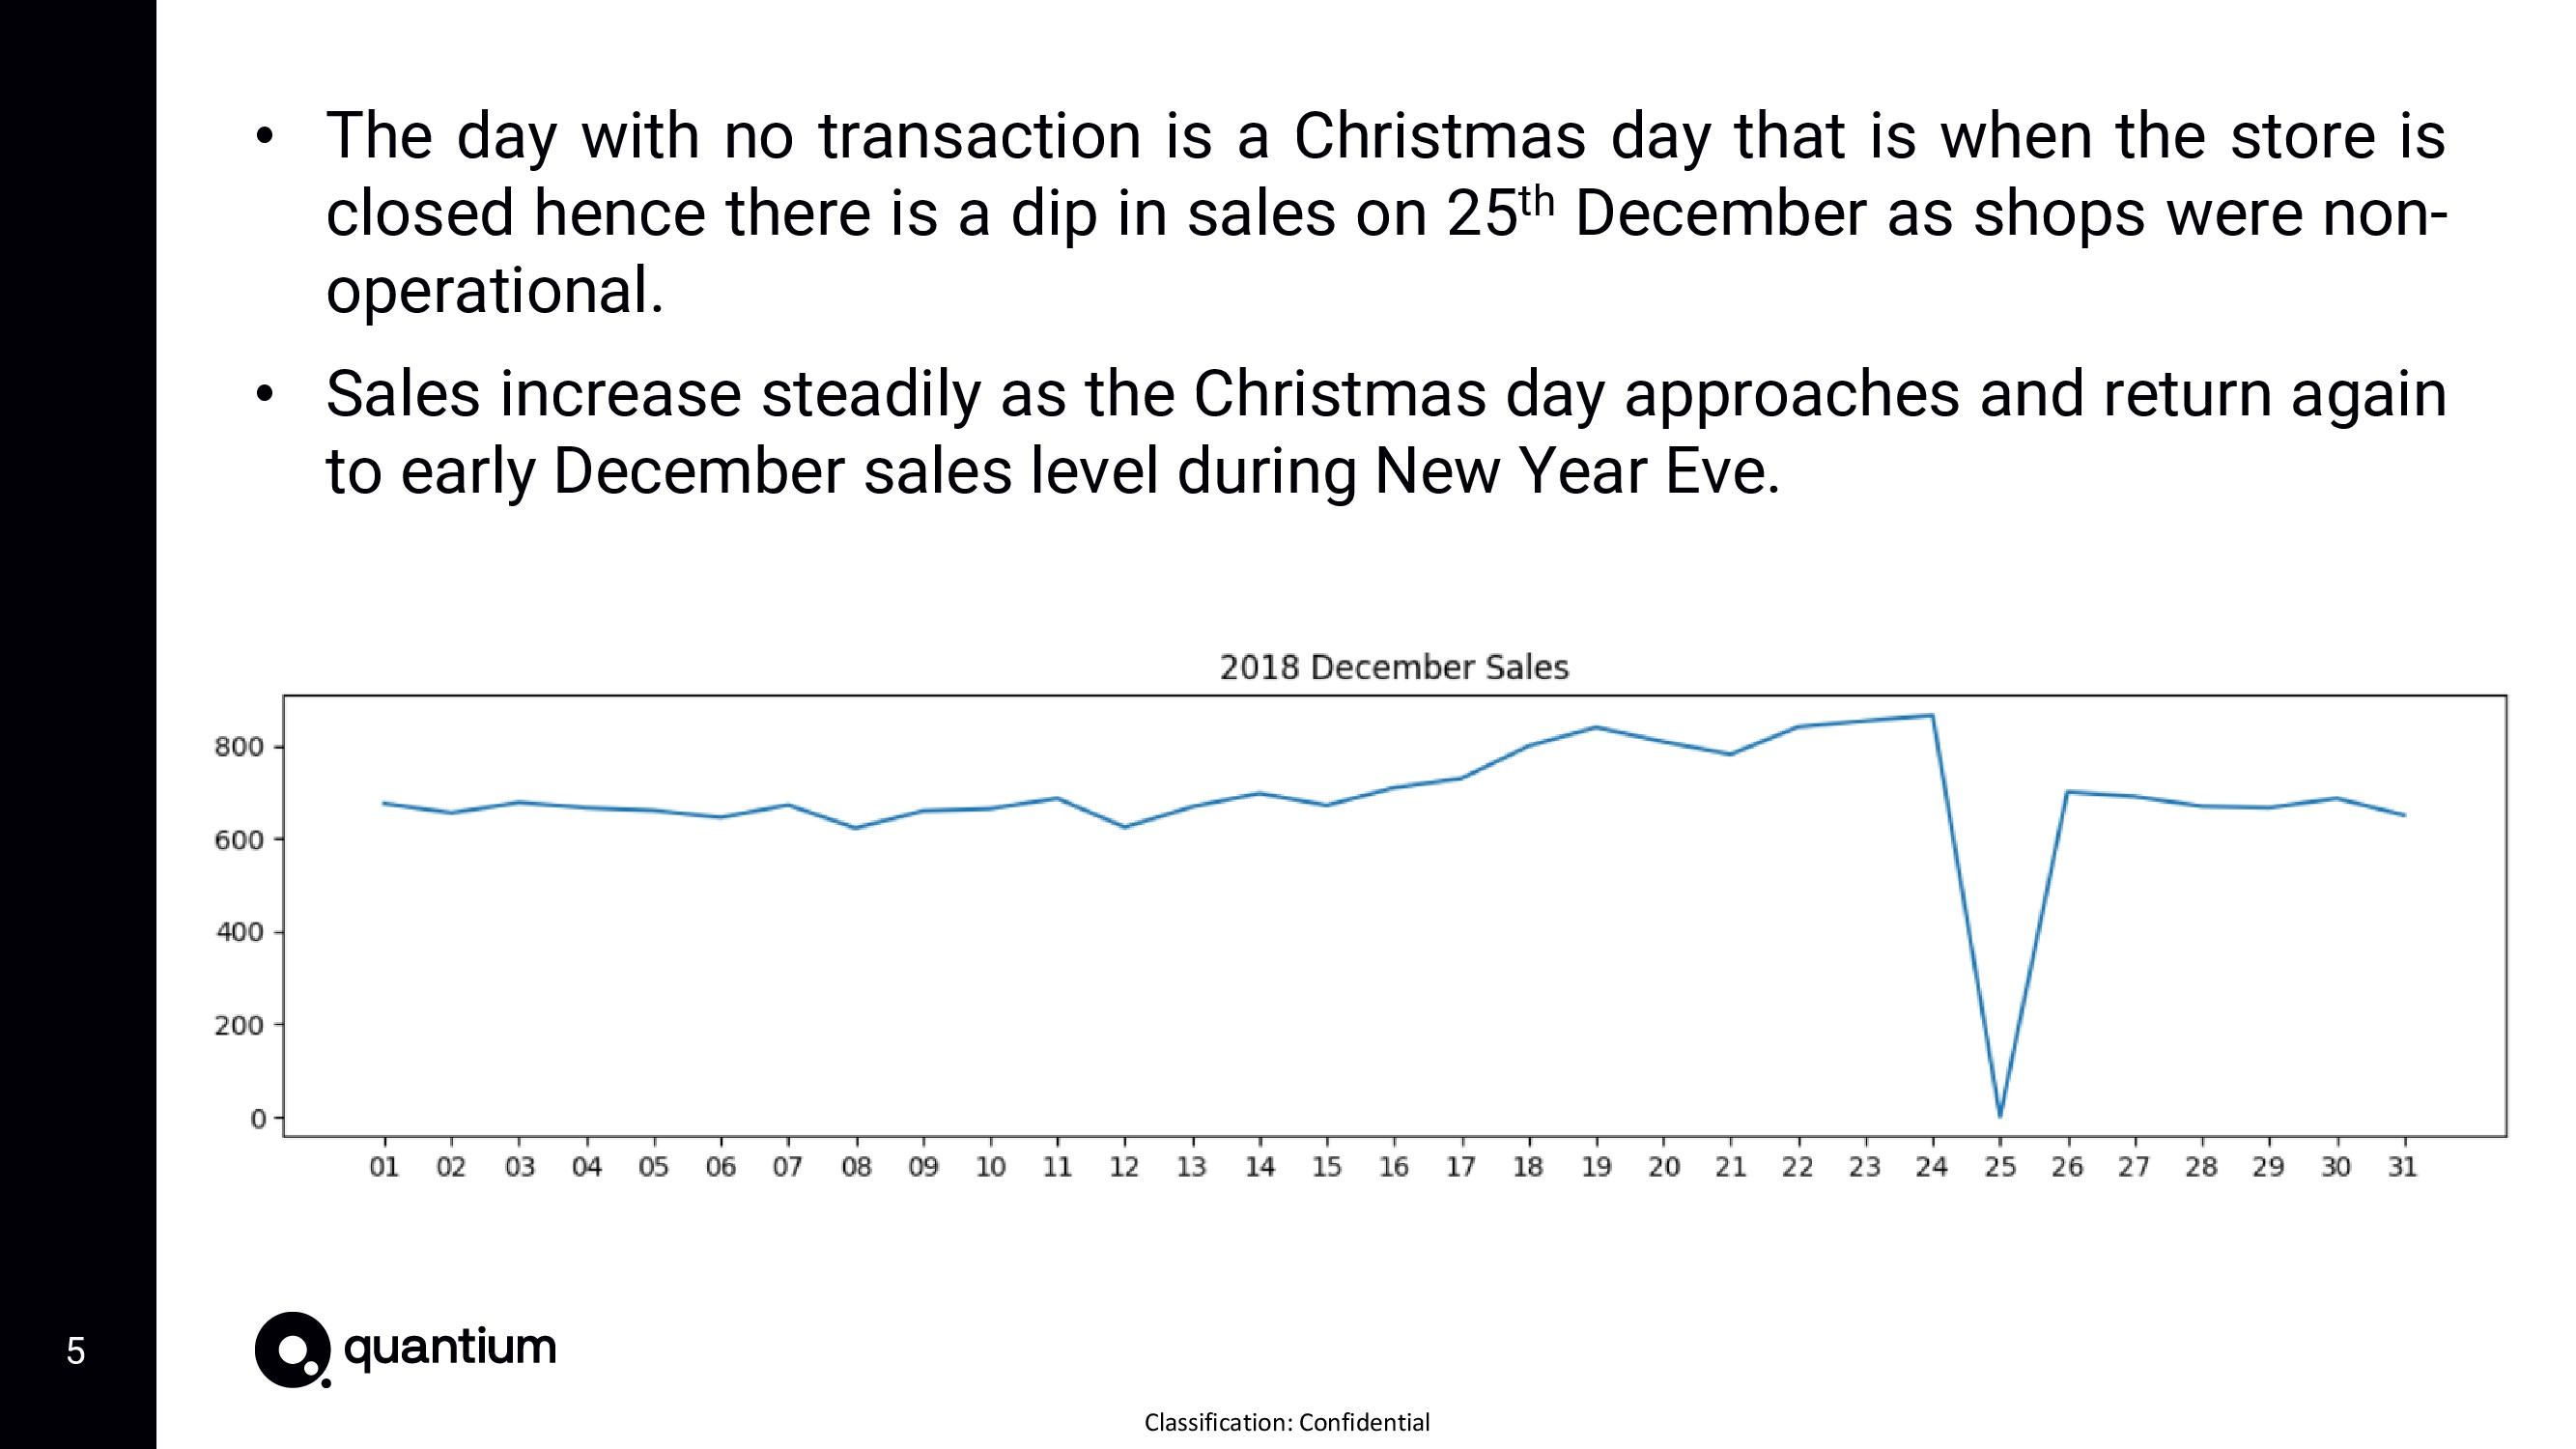 • The day with no transaction is a Christmas day that is when the store is
closed hence there is a dip in sales on 25th December as shops were non-
operational.
• Sales increase steadily as the Christmas day approaches and return again
to early December sales level during New Year Eve.
2018 December Sales
800
600
400
200
0
01 02 03 04 05 06 07 08 09 10 11 12 13 14 15 16 17 18 19 20 21 22 23 24 25 26 27 28 29 30 31
5
quantium
Classification: Confidential